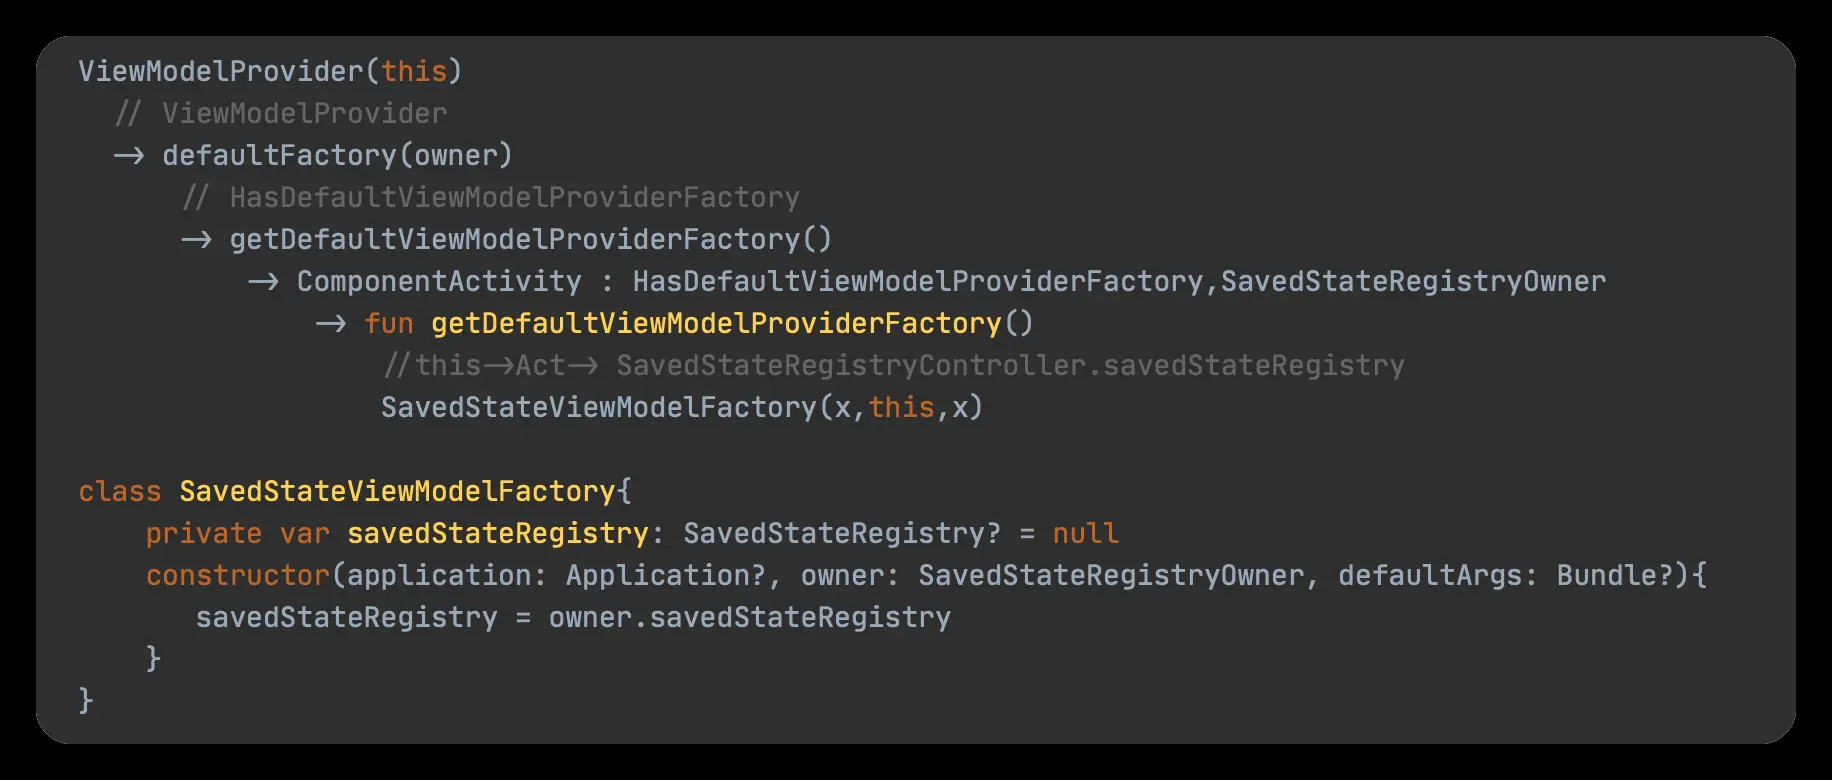 ViewModelProvider(this)
// ViewModelProvider
-> defaultFactory(owner)
// HasDefaultViewModelProviderFactory
-> getDefaultViewModelProviderFactory()
-> ComponentActivity : HasDefaultViewModelProviderFactory,SavedStateRegistryOwner
-> fun getDefaultViewModelProviderFactory()
//this->Act-> SavedStateRegistryController.savedStateRegistry
SavedStateViewModelFactory(x,this,x)
class SavedStateViewModelFactory{
private var savedStateRegistry: SavedStateRegistry? = null
constructor(application: Application?, owner: SavedStateRegistryOwner, defaultArgs: Bundle?){
savedStateRegistry = owner.savedStateRegistry
}
}